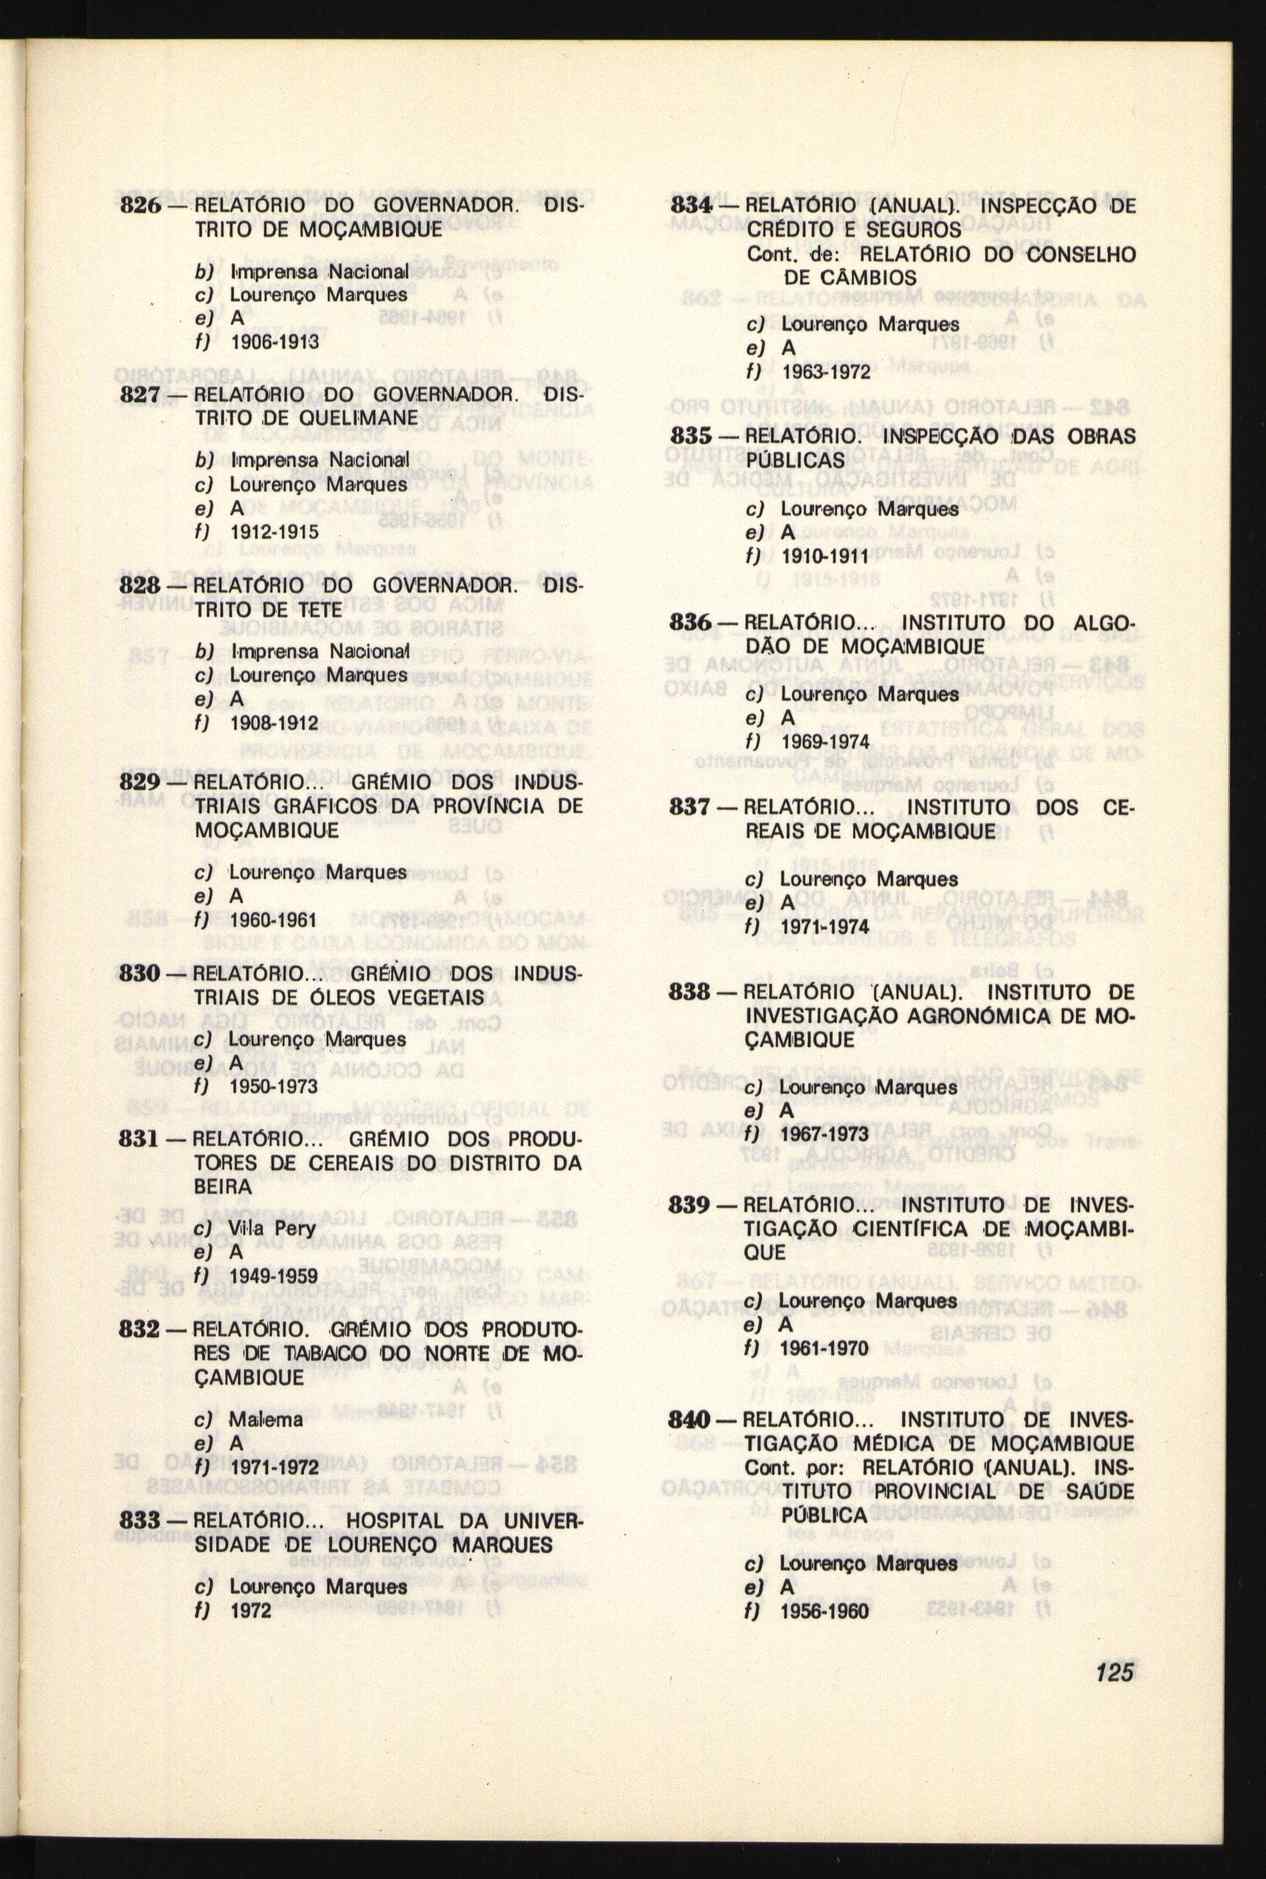 826 — RELATÓRIO DO GOVERNADOR. DIS-
TRITO DE MOÇAMBIQUE
b) Imprensa Nacional
c) Lourenço Marques
e) A
f) 1906-1913
827 — RELATÓRIO DO GOVERNADOR. DIS-
TRITO DE QUELIMANE
b) Imprensa Nacional
c) Lourenço Marques
e) A
f) 1912-1915
828 — RELATÓRIO DO GOVERNADOR. DIS-
TRITO DE TETE
b) Imprensa Nacional
c) Lourenço Marques
e) A
f) 1908-1912
829 — RELATÓRIO... GRÉMIO DOS INDUS-
TRIAIS GRÁFICOS DA PROVÍNCIA DE
MOÇAMBIQUE
c) Lourenço Marques
e) A
f) 1960-1961
830 — RELATÓRIO... GRÉMIO DOS INDUS-
TRIAIS DE ÓLEOS VEGETAIS
c) Lourenço Marques
e) A
f) 1950-1973
831 — RELATÓRIO... GRÉMIO DOS PRODU-
TORES DE CEREAIS DO DISTRITO DA
BEIRA
c) Vila Pery
e) A
f) 1949-1959
832 — RELATÓRIO. GRÉMIO DOS PRODUTO-
RES DE TABACO DO NORTE DE MO-
ÇAMBIQUE
c) Malema
e) A
f) 1971-1972
833 — RELATÓRIO... HOSPITAL DA UNIVER-
SIDADE DE LOURENÇO MARQUES
c) Lourenço Marques
f) 1972
834 — RELATÓRIO (ANUAL). INSPECÇÃO DE
CRÉDITO E SEGUROS
Cont. de: RELATÓRIO DO CONSELHO
DE CÂMBIOS
c) Lourenço Marques
e) A
f) 1963-1972
835 — RELATÓRIO. INSPECÇÃO DAS OBRAS
PÚBLICAS
c) Lourenço Marques
e) A
f) 1910-1911
836 — RELATÓRIO... INSTITUTO DO ALGO-
DÃO DE MOÇAMBIQUE
c) Lourenço Marques
e) A
f) 1969-1974
837 — RELATÓRIO... INSTITUTO DOS CE-
REAIS DE MOÇAMBIQUE
c) Lourenço Marques
e) A
f) 1971-1974
838 — RELATÓRIO (ANUAL). INSTITUTO DE
INVESTIGAÇÃO AGRONÓMICA DE MO-
ÇAMBIQUE
c) Lourenço Marques
e) A
f) 1967-1973
839 — RELATÓRIO... INSTITUTO DE INVES-
TIGAÇÃO CIENTÍFICA DE MOÇAMBI-
QUE
c) Lourenço Marques
e) A
f) 1961-1970
840 — RELATÓRIO... INSTITUTO DE INVES-
TIGAÇÃO MÉDICA DE MOÇAMBIQUE
Cont. por: RELATÓRIO (ANUAL). INS-
TITUTO PROVINCIAL DE SAÚDE
PÚBLICA
c) Lourenço Marques
e) A
f) 1956-1960
125